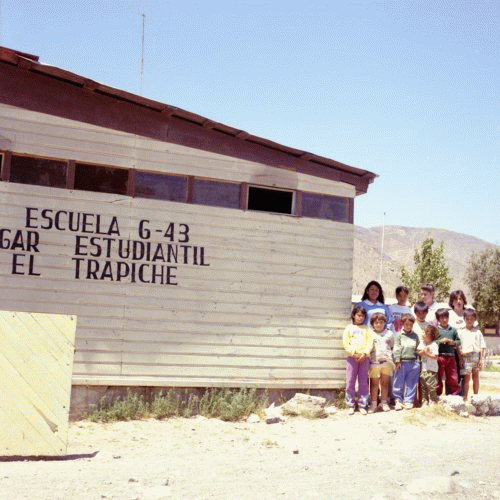 ESCUELA G-43
GAR ESTUDIANTIL
EL TRAPICHE